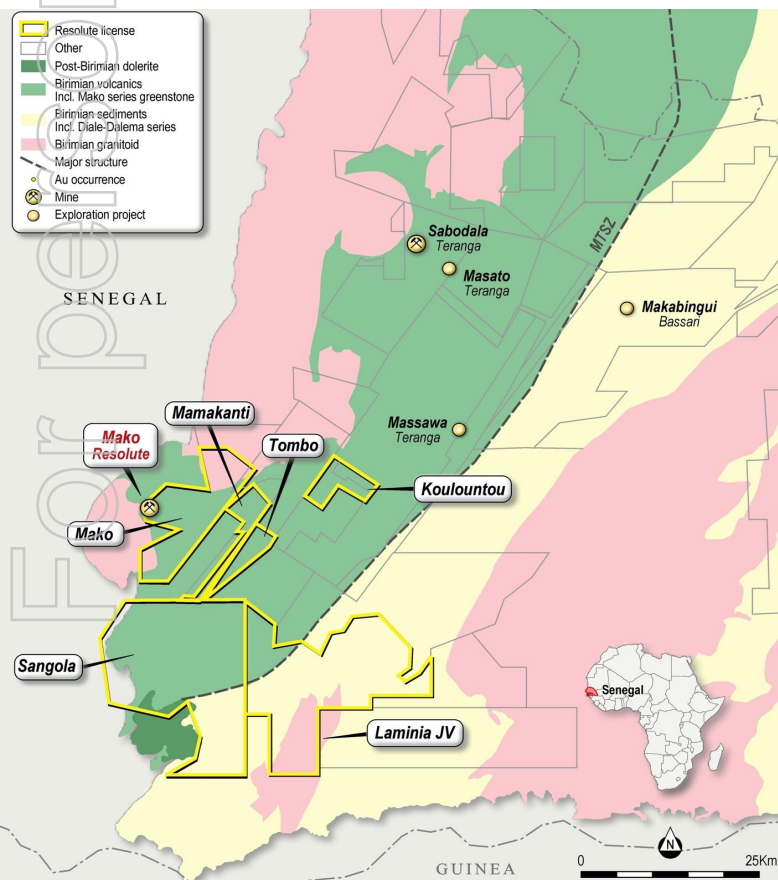 Resolute license
Other
Post-Birimian dolerite
Birimian volcanics
Incl. Mako series greenstone
Birimian sediments
Incl. Diale-Dalema series
Birimian granitoid
Major structure
Au occurrence
Mine
Exploration project
MTSZ
Sabodala
Teranga
Masato
Teranga
SENEGAL
Makabingui
Bassari
Mamakanti
Massawa
Teranga
Mako
Resolute
Tombo
Koulountou
Mako
Sangola
Senegal
Laminia JV
N
GUINEA
0 25Km
For person